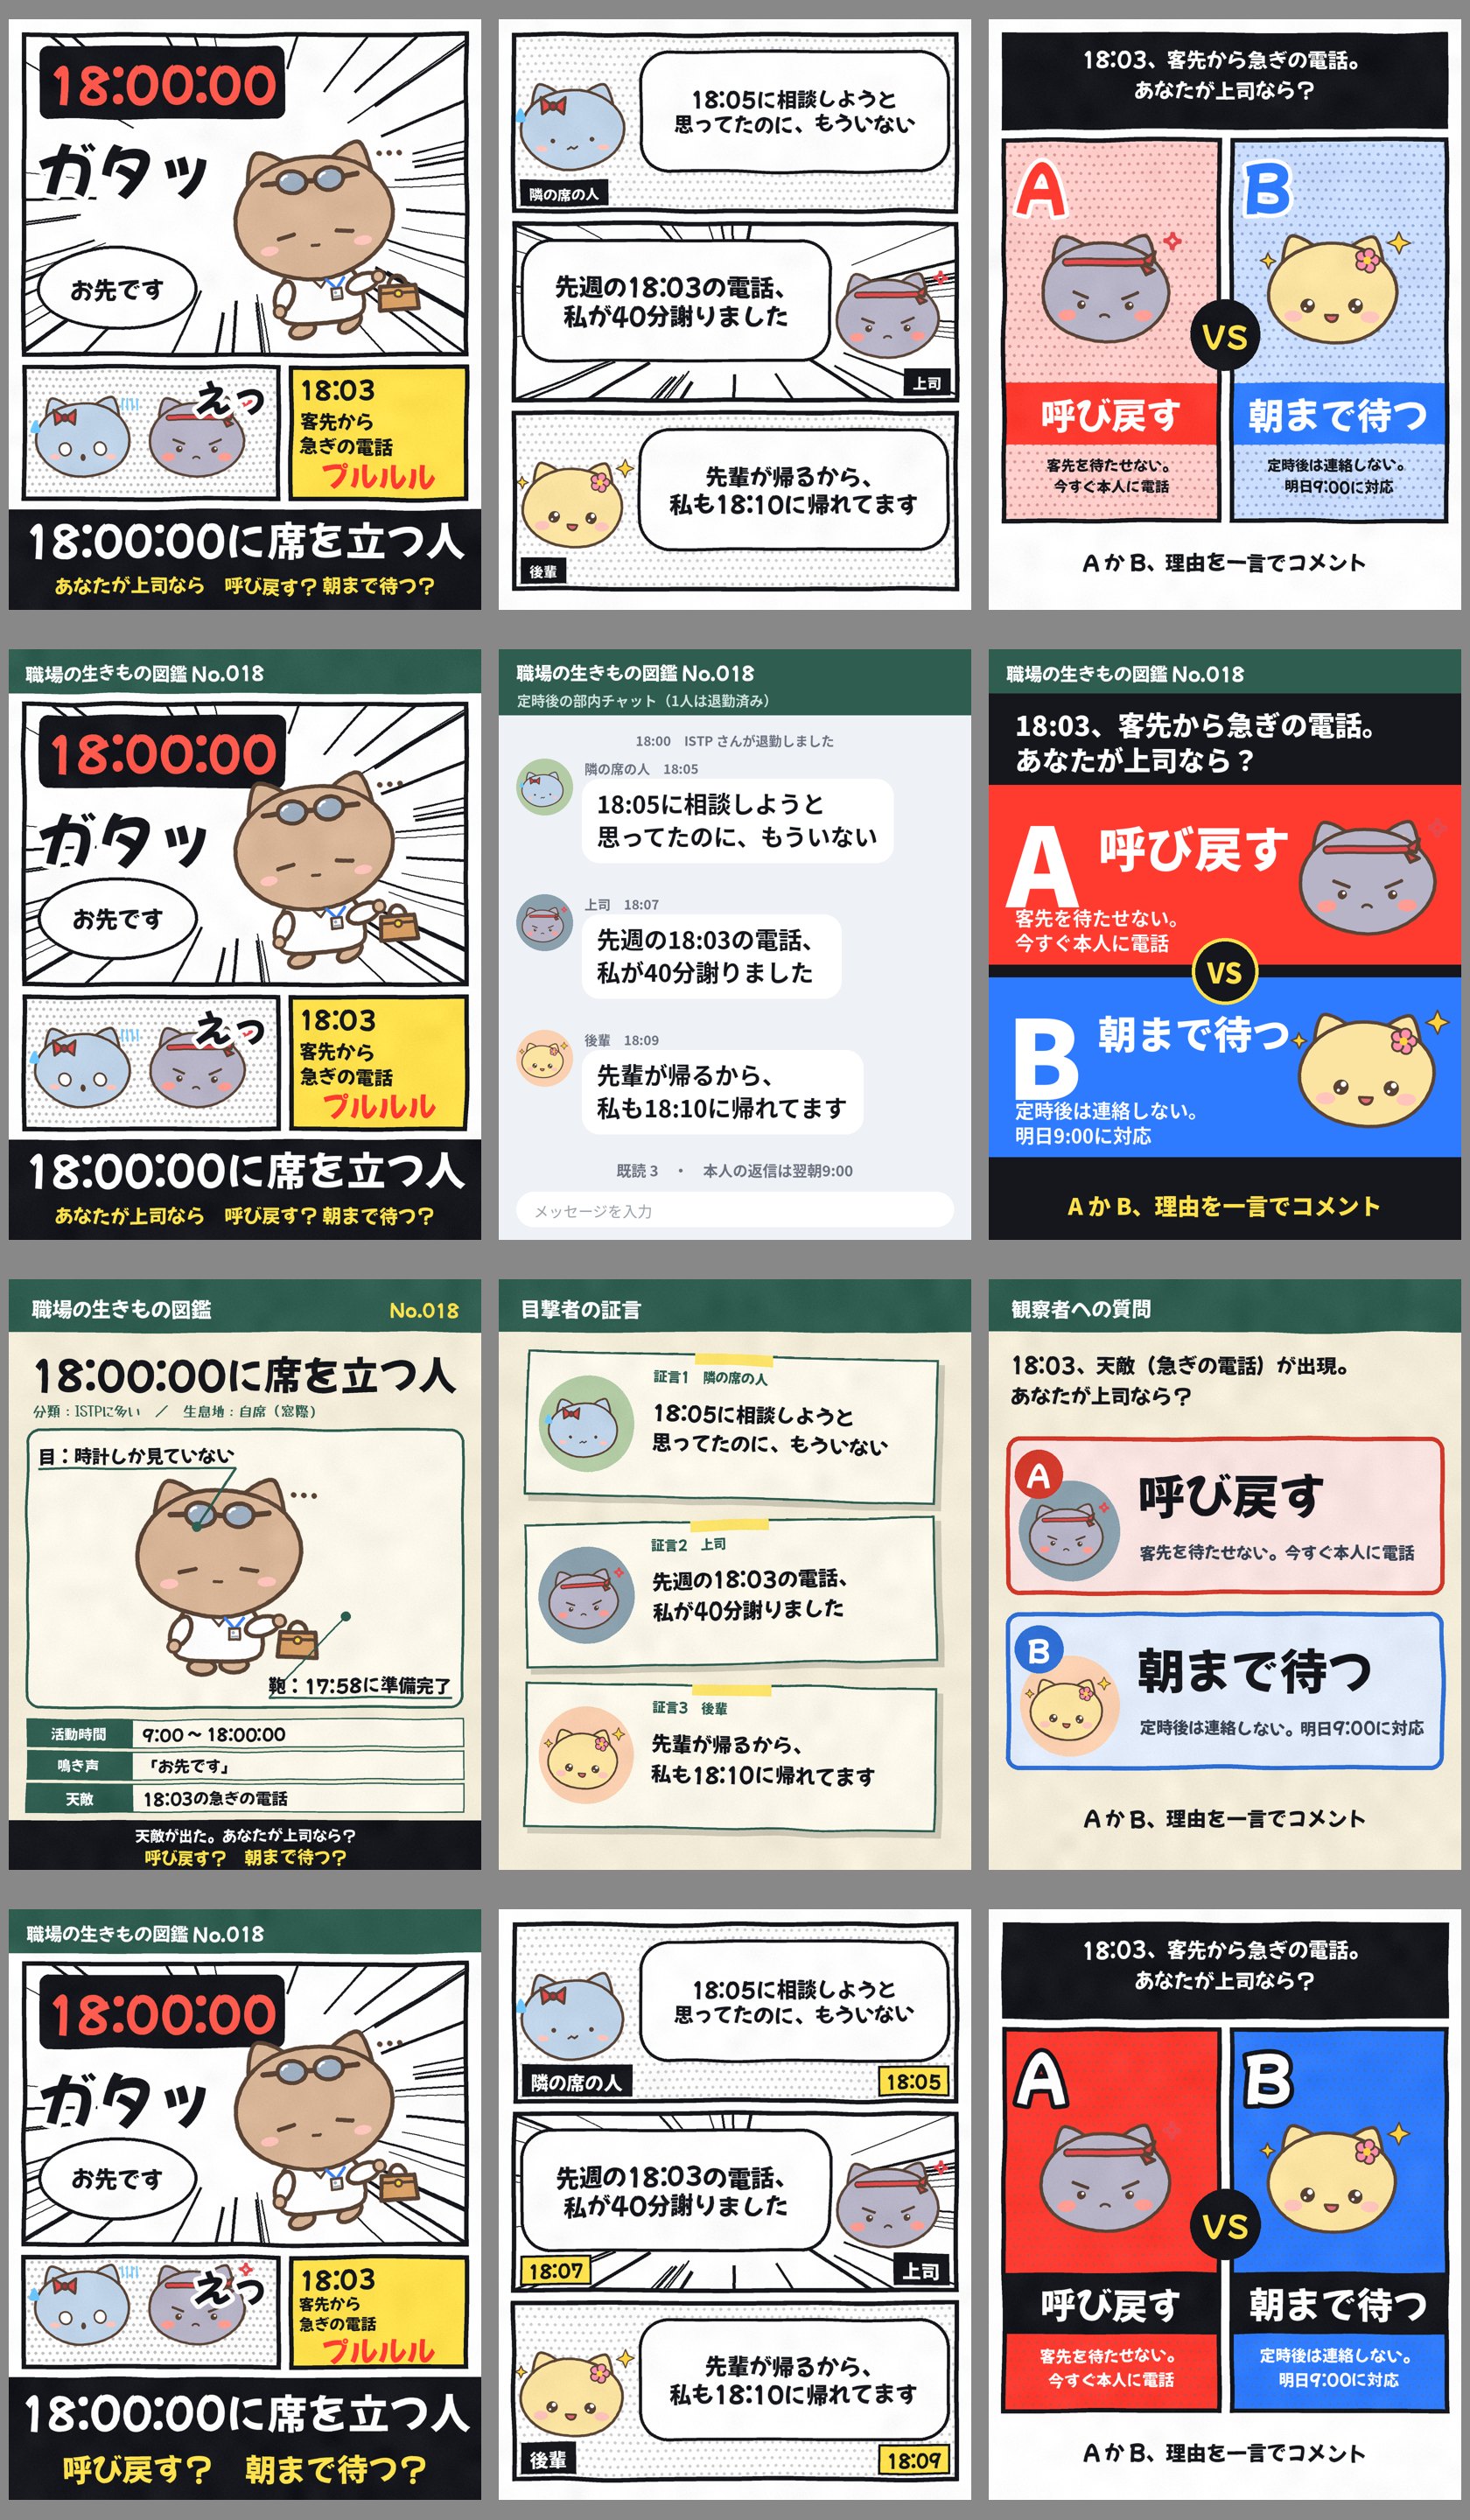 18:00:00
ガタッ
お先です
えっ
18:03
客先から
急ぎの電話
プルルル
18:00:00に席を立つ人
あなたが上司なら 呼び戻す？朝まで待つ？
18:05に相談しようと
思ってたのに、もういない
隣の席の人
先週の18:03の電話、
私が40分謝りました
上司
先輩が帰るから、
私も18:10に帰れてます
後輩
18:03、客先から急ぎの電話。
あなたが上司なら？
A
B
VS
呼び戻す
朝まで待つ
客先を待たせない。
今すぐ本人に電話
定時後は連絡しない。
明日9:00に対応
AかB、理由を一言でコメント
職場の生きもの図鑑 No.018
18:00:00
ガタッ
お先です
えっ
18:03
客先から
急ぎの電話
プルルル
18:00:00に席を立つ人
あなたが上司なら 呼び戻す？朝まで待つ？
職場の生きもの図鑑 No.018
定時後の部内チャット（1人は退勤済み）
18:00 ISTP さんが退勤しました
隣の席の人 18:05
18:05に相談しようと
思ってたのに、もういない
上司 18:07
先週の18:03の電話、
私が40分謝りました
後輩 18:09
先輩が帰るから、
私も18:10に帰れてます
既読 3 ・ 本人の返信は翌朝9:00
メッセージを入力
職場の生きもの図鑑 No.018
18:03、客先から急ぎの電話。
あなたが上司なら？
A
呼び戻す
客先を待たせない。
今すぐ本人に電話
VS
B
朝まで待つ
定時後は連絡しない。
明日9:00に対応
AかB、理由を一言でコメント
職場の生きもの図鑑 No.018
18:00:00に席を立つ人
分類：ISTPに多い ／ 生息地：自席（窓際）
目：時計しか見ていない
鞄：17:58に準備完了
活動時間 9:00～18:00:00
鳴き声 「お先です」
天敵 18:03の急ぎの電話
天敵が出た。あなたが上司なら？
呼び戻す？ 朝まで待つ？
目撃者の証言
証言1 隣の席の人
18:05に相談しようと
思ってたのに、もういない
証言2 上司
先週の18:03の電話、
私が40分謝りました
証言3 後輩
先輩が帰るから、
私も18:10に帰れてます
観察者への質問
18:03、天敵（急ぎの電話）が出現。
あなたが上司なら？
A
呼び戻す
客先を待たせない。今すぐ本人に電話
B
朝まで待つ
定時後は連絡しない。明日9:00に対応
AかB、理由を一言でコメント
職場の生きもの図鑑 No.018
18:00:00
ガタッ
お先です
えっ
18:03
客先から
急ぎの電話
プルルル
18:00:00に席を立つ人
呼び戻す？ 朝まで待つ？
18:05に相談しようと
思ってたのに、もういない
隣の席の人
18:05
先週の18:03の電話、
私が40分謝りました
18:07
上司
先輩が帰るから、
私も18:10に帰れてます
後輩
18:09
18:03、客先から急ぎの電話。
あなたが上司なら？
A
B
VS
呼び戻す
朝まで待つ
客先を待たせない。
今すぐ本人に電話
定時後は連絡しない。
明日9:00に対応
AかB、理由を一言でコメント